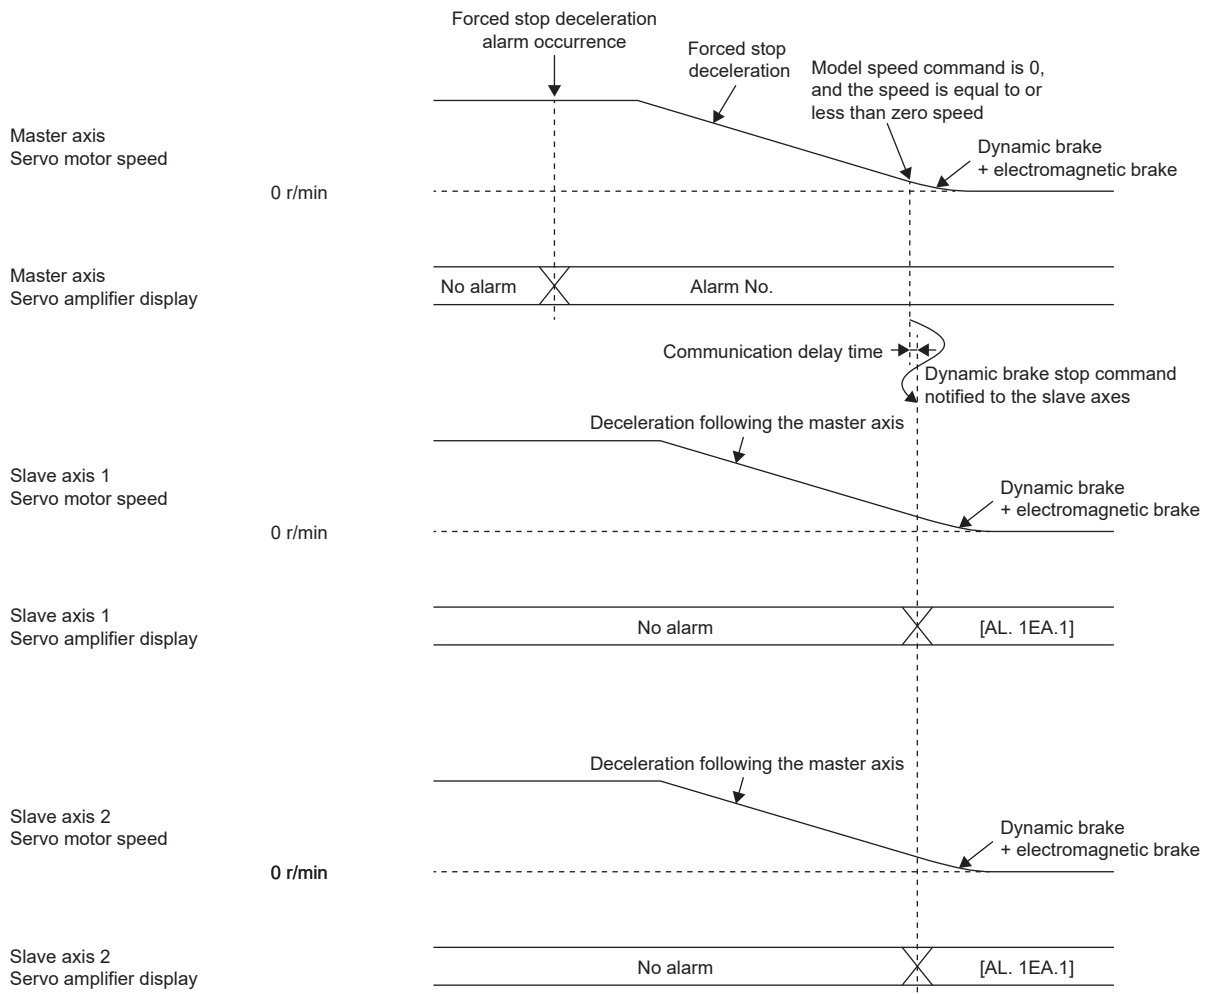 Forced stop deceleration
alarm occurrence
Forced stop
deceleration
Model speed command is 0,
and the speed is equal to or
less than zero speed
Dynamic brake
+ electromagnetic brake
Master axis
Servo motor speed
0 r/min
Master axis
Servo amplifier display
No alarm
Alarm No.
Communication delay time
Dynamic brake stop command
notified to the slave axes
Deceleration following the master axis
Slave axis 1
Servo motor speed
Dynamic brake
+ electromagnetic brake
0 r/min
Slave axis 1
Servo amplifier display
No alarm
[AL. 1EA.1]
Deceleration following the master axis
Slave axis 2
Servo motor speed
Dynamic brake
+ electromagnetic brake
0 r/min
Slave axis 2
Servo amplifier display
No alarm
[AL. 1EA.1]